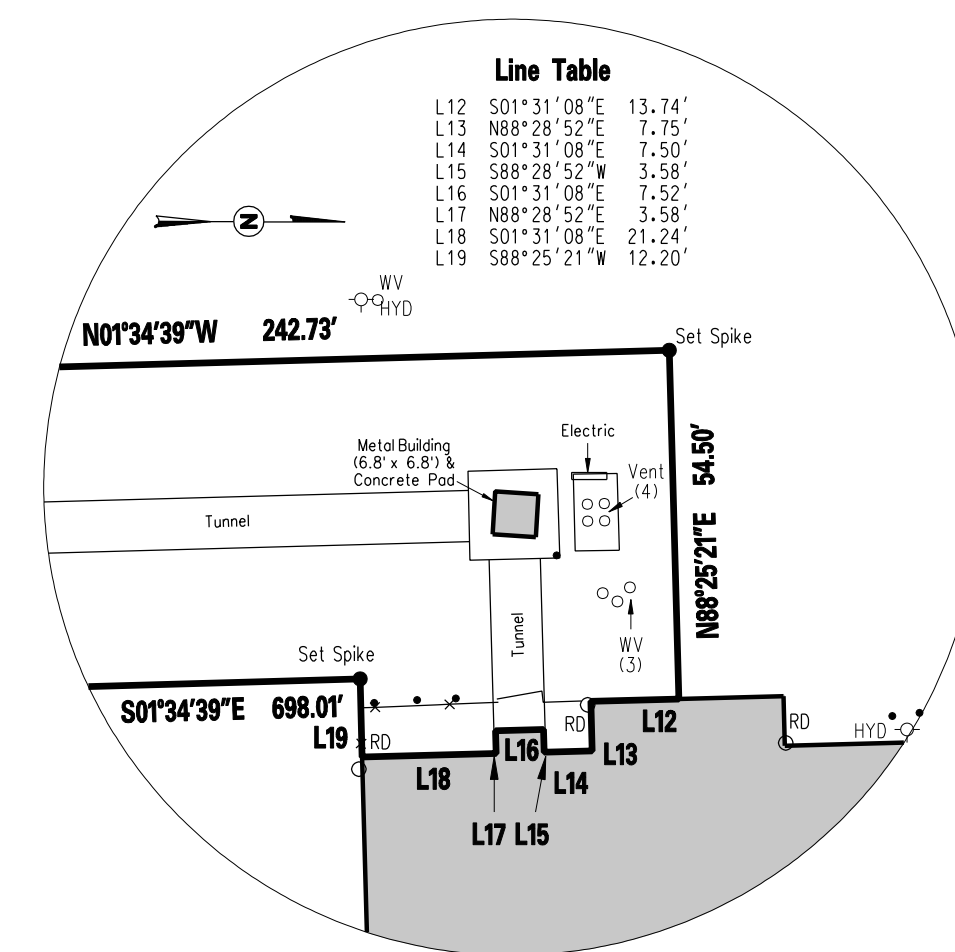 Line Table
L12 S01°31'08"E 13.74'
L13 N88°28'52"E 7.75'
L14 S01°31'08"E 7.50'
L15 S88°28'52"W 3.58'
L16 S01°31'08"E 7.52'
L17 N88°28'52"E 3.58'
L18 S01°31'08"E 21.24'
L19 S88°25'21"W 12.20'
N
WV
HYD
N01°34'39"W 242.73'
Set Spike
Electric
Metal Building
(6.8' x 6.8') &
Concrete Pad
Vent
(4)
N88°25'21"E 54.50'
Tunnel
Tunnel
WV
(3)
Set Spike
S01°34'39"E 698.01'
L19
RD
RD
L12
RD
HYD
L18
L16
L14
L13
L17
L15